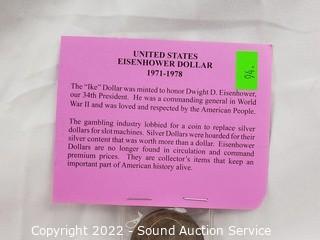 UNITED STATES
EISENHOWER DOLLAR
1971-1978
94.
The "Ike" Dollar was minted to honor Dwight D. Eisenhower,
our 34th President. He was a commanding general in World
War II and was loved and respected by the American People.
The gambling industry lobbied for a coin to replace silver
dollars for slot machines. Silver Dollars were hoarded for their
silver content that was worth more than a dollar. Eisenhower
Dollars are no longer found in circulation and command
premium prices. They are collector's items that keep an
important part of American history alive.
Copyright 2022 - Sound Auction Service